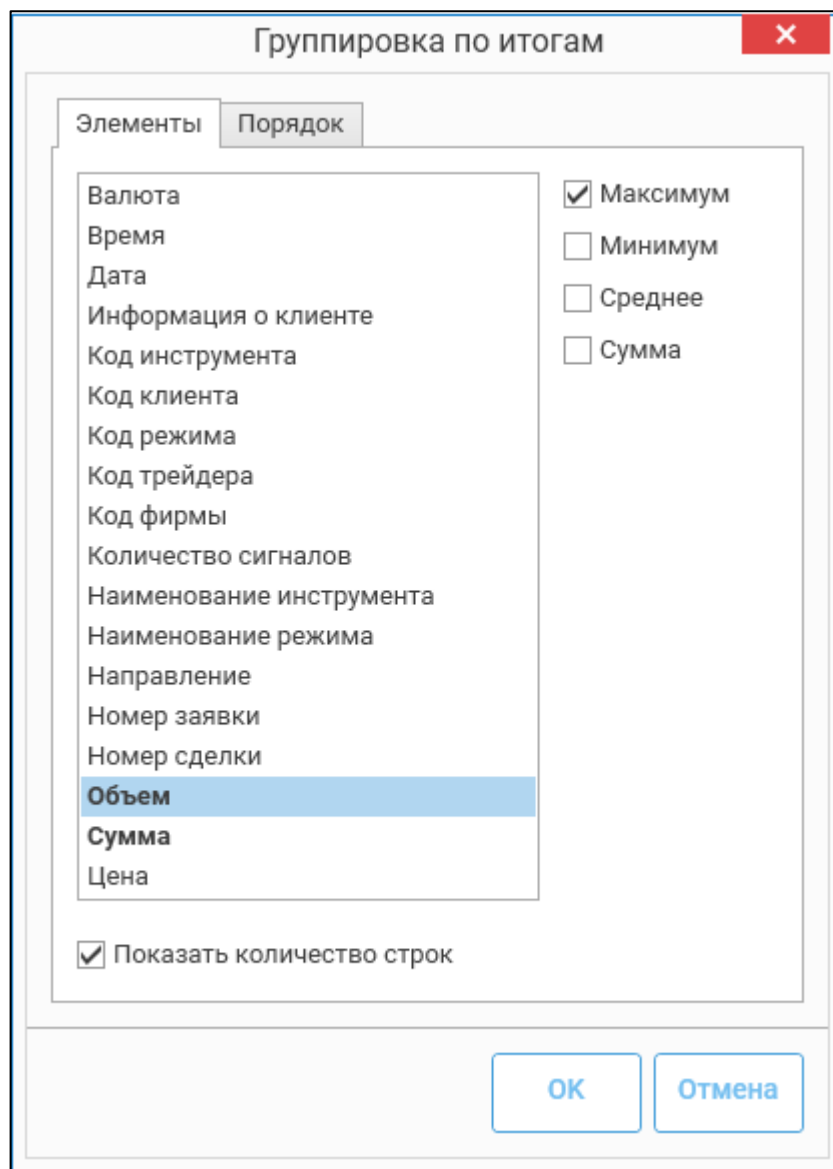 Группировка по итогам
Элементы
Порядок
Валюта
Время
Дата
Информация о клиенте
Код инструмента
Код клиента
Код режима
Код трейдера
Код фирмы
Количество сигналов
Наименование инструмента
Наименование режима
Направление
Номер заявки
Номер сделки
Объем
Сумма
Цена
Максимум
Минимум
Среднее
Сумма
Показать количество строк
OK
Отмена